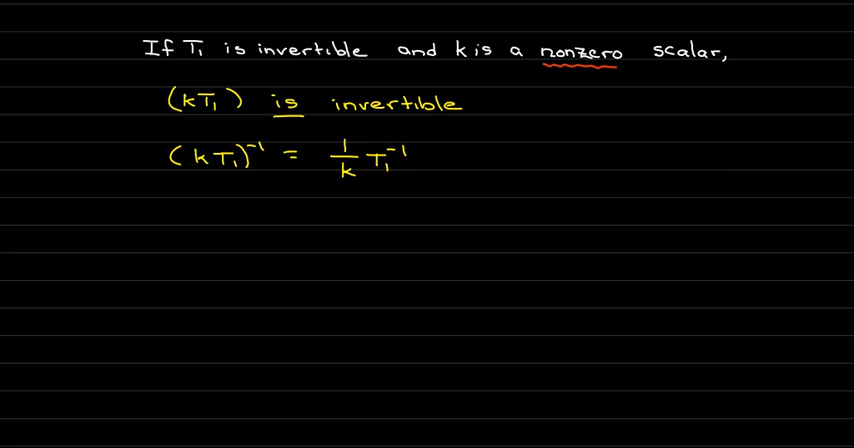 If T₁ is invertible and k is a nonzero scalar,
(kT₁) is invertible
(kT₁)⁻¹ = 1/k T₁⁻¹